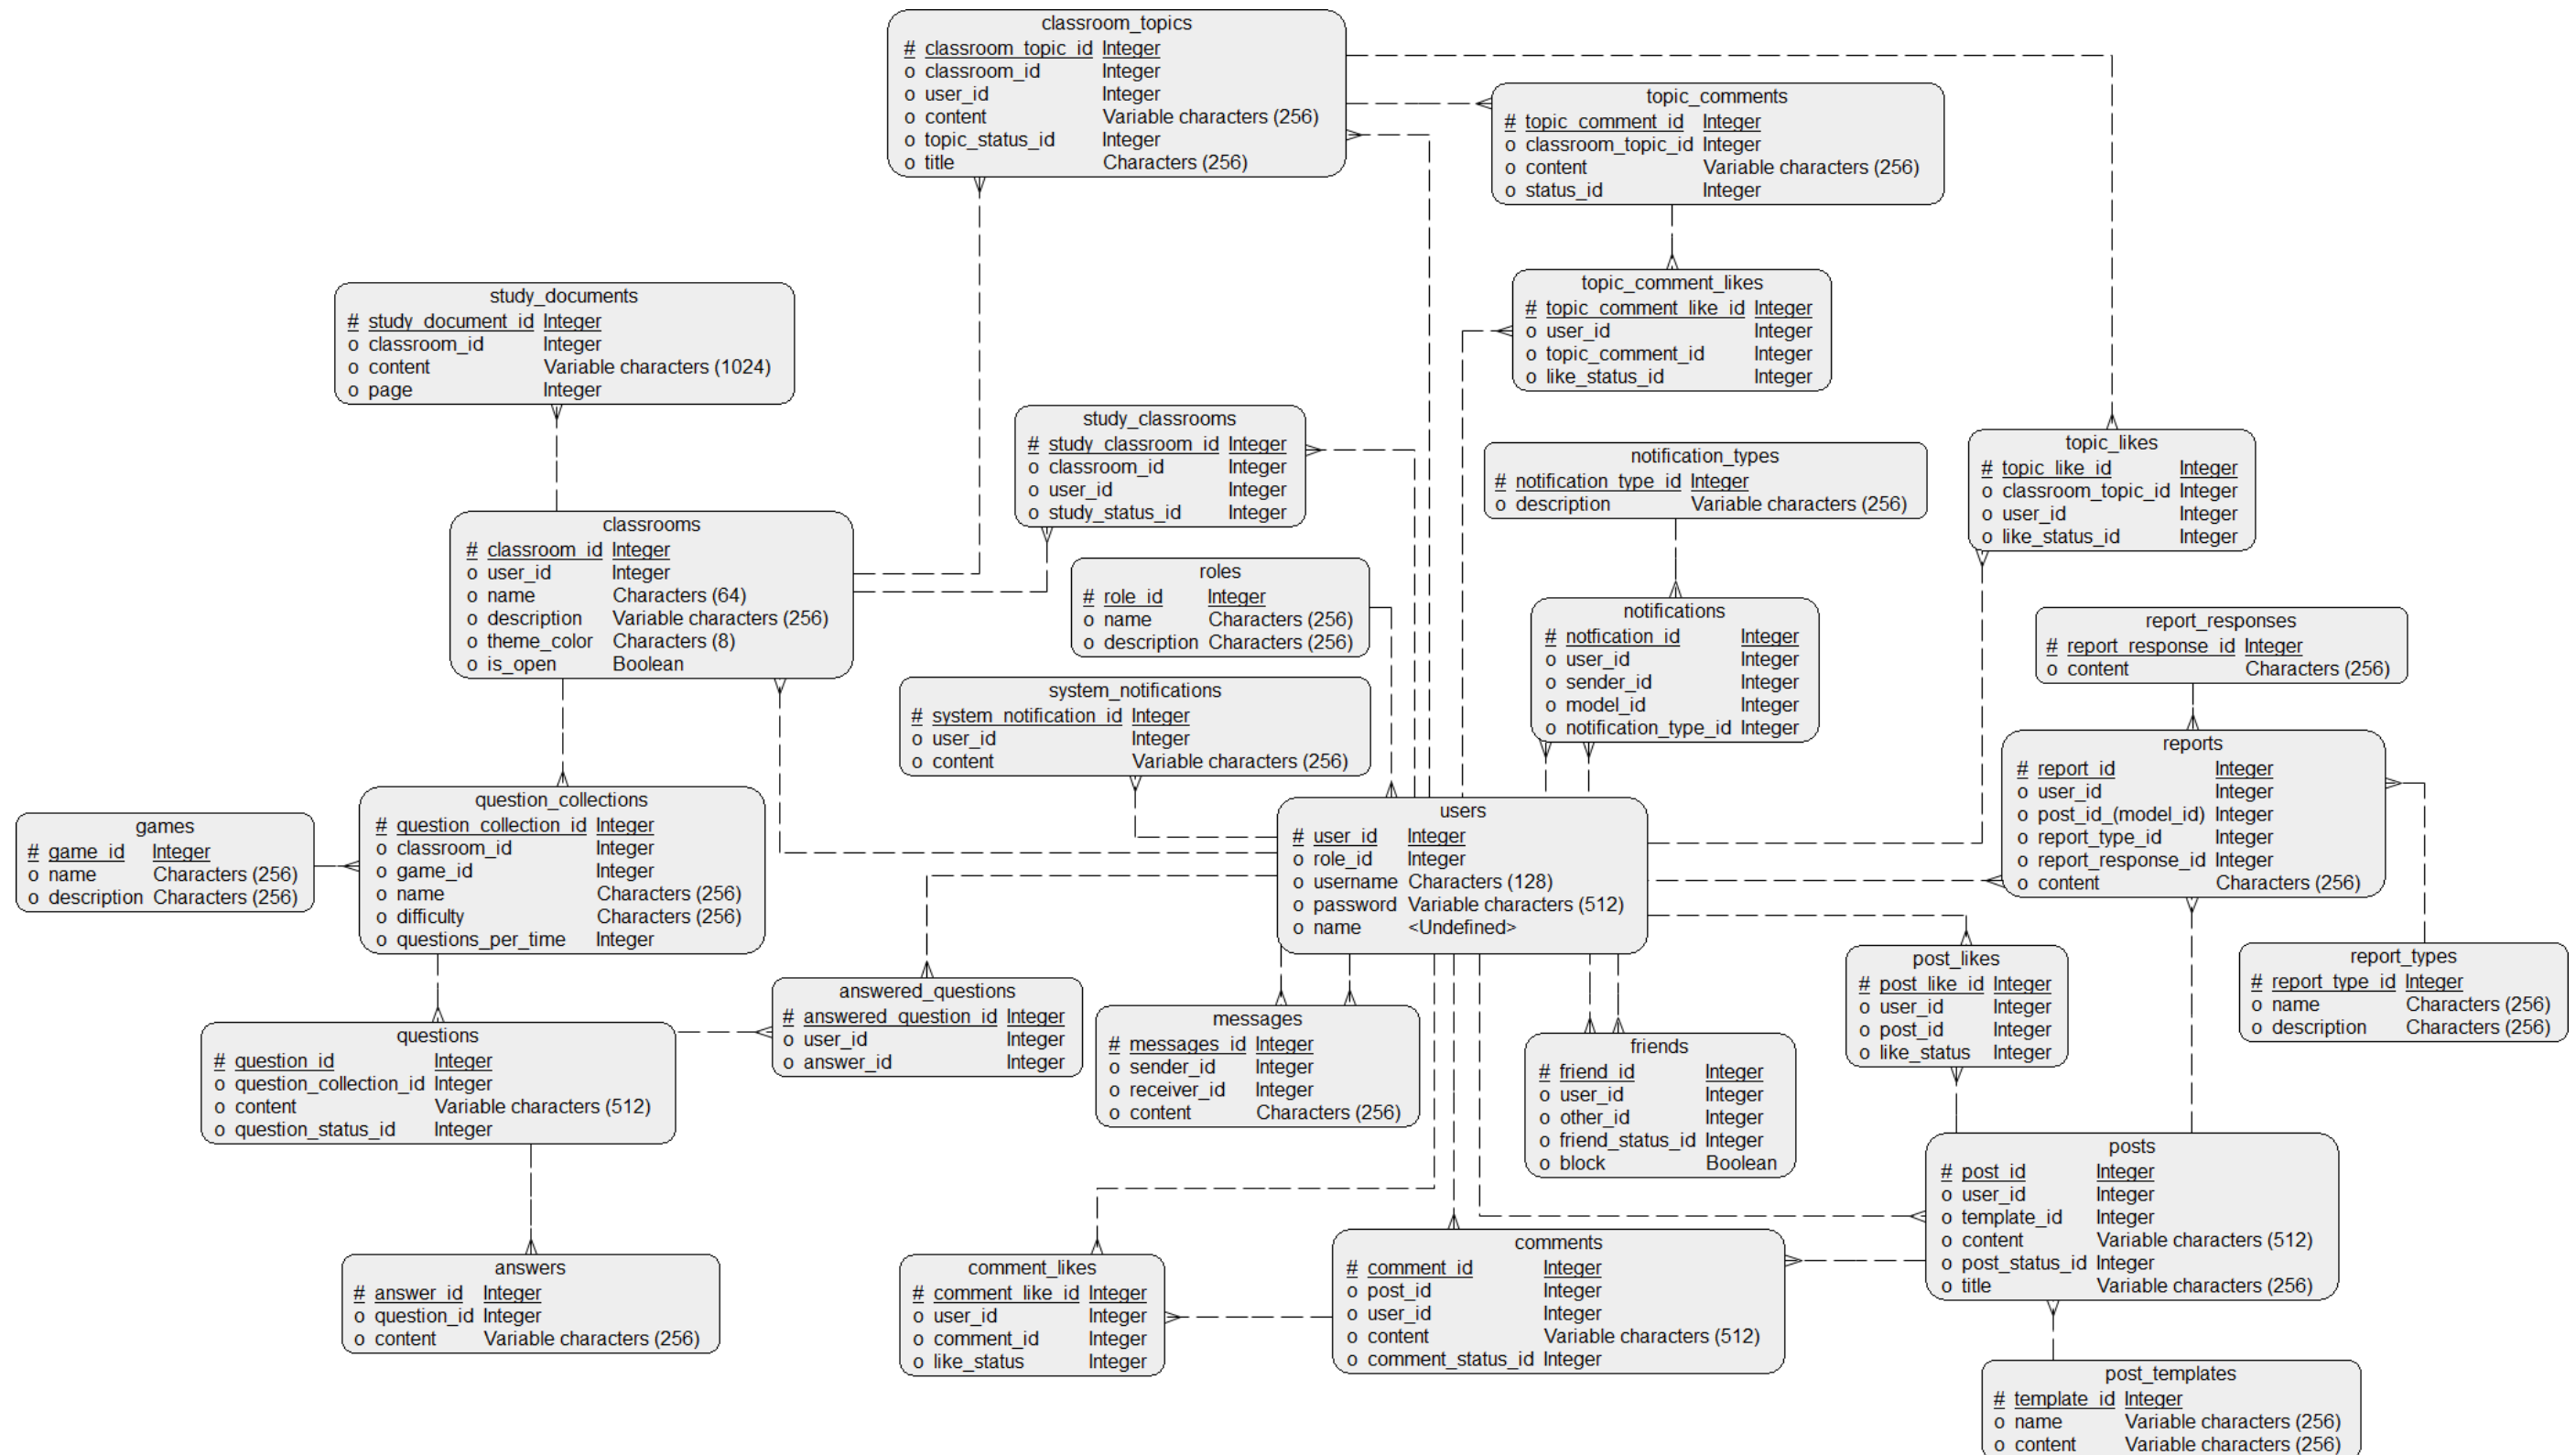 classroom_topics
# classroom_topic_id Integer
o classroom_id Integer
o user_id Integer
o content Variable characters (256)
o topic_status_id Integer
o title Characters (256)
topic_comments
# topic_comment_id Integer
o classroom_topic_id Integer
o content Variable characters (256)
o status_id Integer
topic_comment_likes
# topic_comment_like_id Integer
o user_id Integer
o topic_comment_id Integer
o like_status_id Integer
study_documents
# study_document_id Integer
o classroom_id Integer
o content Variable characters (1024)
o page Integer
study_classrooms
# study_classroom_id Integer
o classroom_id Integer
o user_id Integer
o study_status_id Integer
notification_types
# notification_type_id Integer
o description Variable characters (256)
topic_likes
# topic_like_id Integer
o classroom_topic_id Integer
o user_id Integer
o like_status_id Integer
classrooms
# classroom_id Integer
o user_id Integer
o name Characters (64)
o description Variable characters (256)
o theme_color Characters (8)
o is_open Boolean
roles
# role_id Integer
o name Characters (256)
o description Characters (256)
notifications
# notfication_id Integer
o user_id Integer
o sender_id Integer
o model_id Integer
o notification_type_id Integer
report_responses
# report_response_id Integer
o content Characters (256)
system_notifications
# system_notification_id Integer
o user_id Integer
o content Variable characters (256)
reports
# report_id Integer
o user_id Integer
o post_id_(model_id) Integer
o report_type_id Integer
o report_response_id Integer
o content Characters (256)
games
# game_id Integer
o name Characters (256)
o description Characters (256)
question_collections
# question_collection_id Integer
o classroom_id Integer
o game_id Integer
o name Characters (256)
o difficulty Characters (256)
o questions_per_time Integer
users
# user_id Integer
o role_id Integer
o username Characters (128)
o password Variable characters (512)
o name <Undefined>
post_likes
# post_like_id Integer
o user_id Integer
o post_id Integer
o like_status Integer
report_types
# report_type_id Integer
o name Characters (256)
o description Characters (256)
answered_questions
# answered_question_id Integer
o user_id Integer
o answer_id Integer
messages
# messages_id Integer
o sender_id Integer
o receiver_id Integer
o content Characters (256)
questions
# question_id Integer
o question_collection_id Integer
o content Variable characters (512)
o question_status_id Integer
friends
# friend_id Integer
o user_id Integer
o other_id Integer
o friend_status_id Integer
o block Boolean
posts
# post_id Integer
o user_id Integer
o template_id Integer
o content Variable characters (512)
o post_status_id Integer
o title Variable characters (256)
answers
# answer_id Integer
o question_id Integer
o content Variable characters (256)
comment_likes
# comment_like_id Integer
o user_id Integer
o comment_id Integer
o like_status Integer
comments
# comment_id Integer
o post_id Integer
o user_id Integer
o content Variable characters (512)
o comment_status_id Integer
post_templates
# template_id Integer
o name Variable characters (256)
o content Variable characters (256)